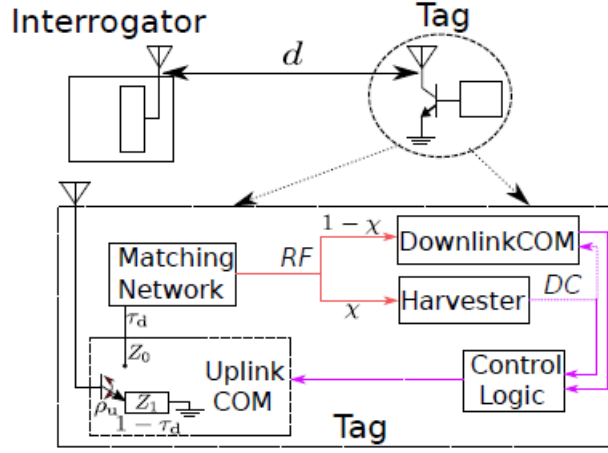 Interrogator
Tag
d
1 − χ
DownlinkCOM
Matching
Network
RF
DC
Harvester
χ
τd
Z0
Uplink
COM
Control
Logic
ρu
Z1
1 − τd
Tag